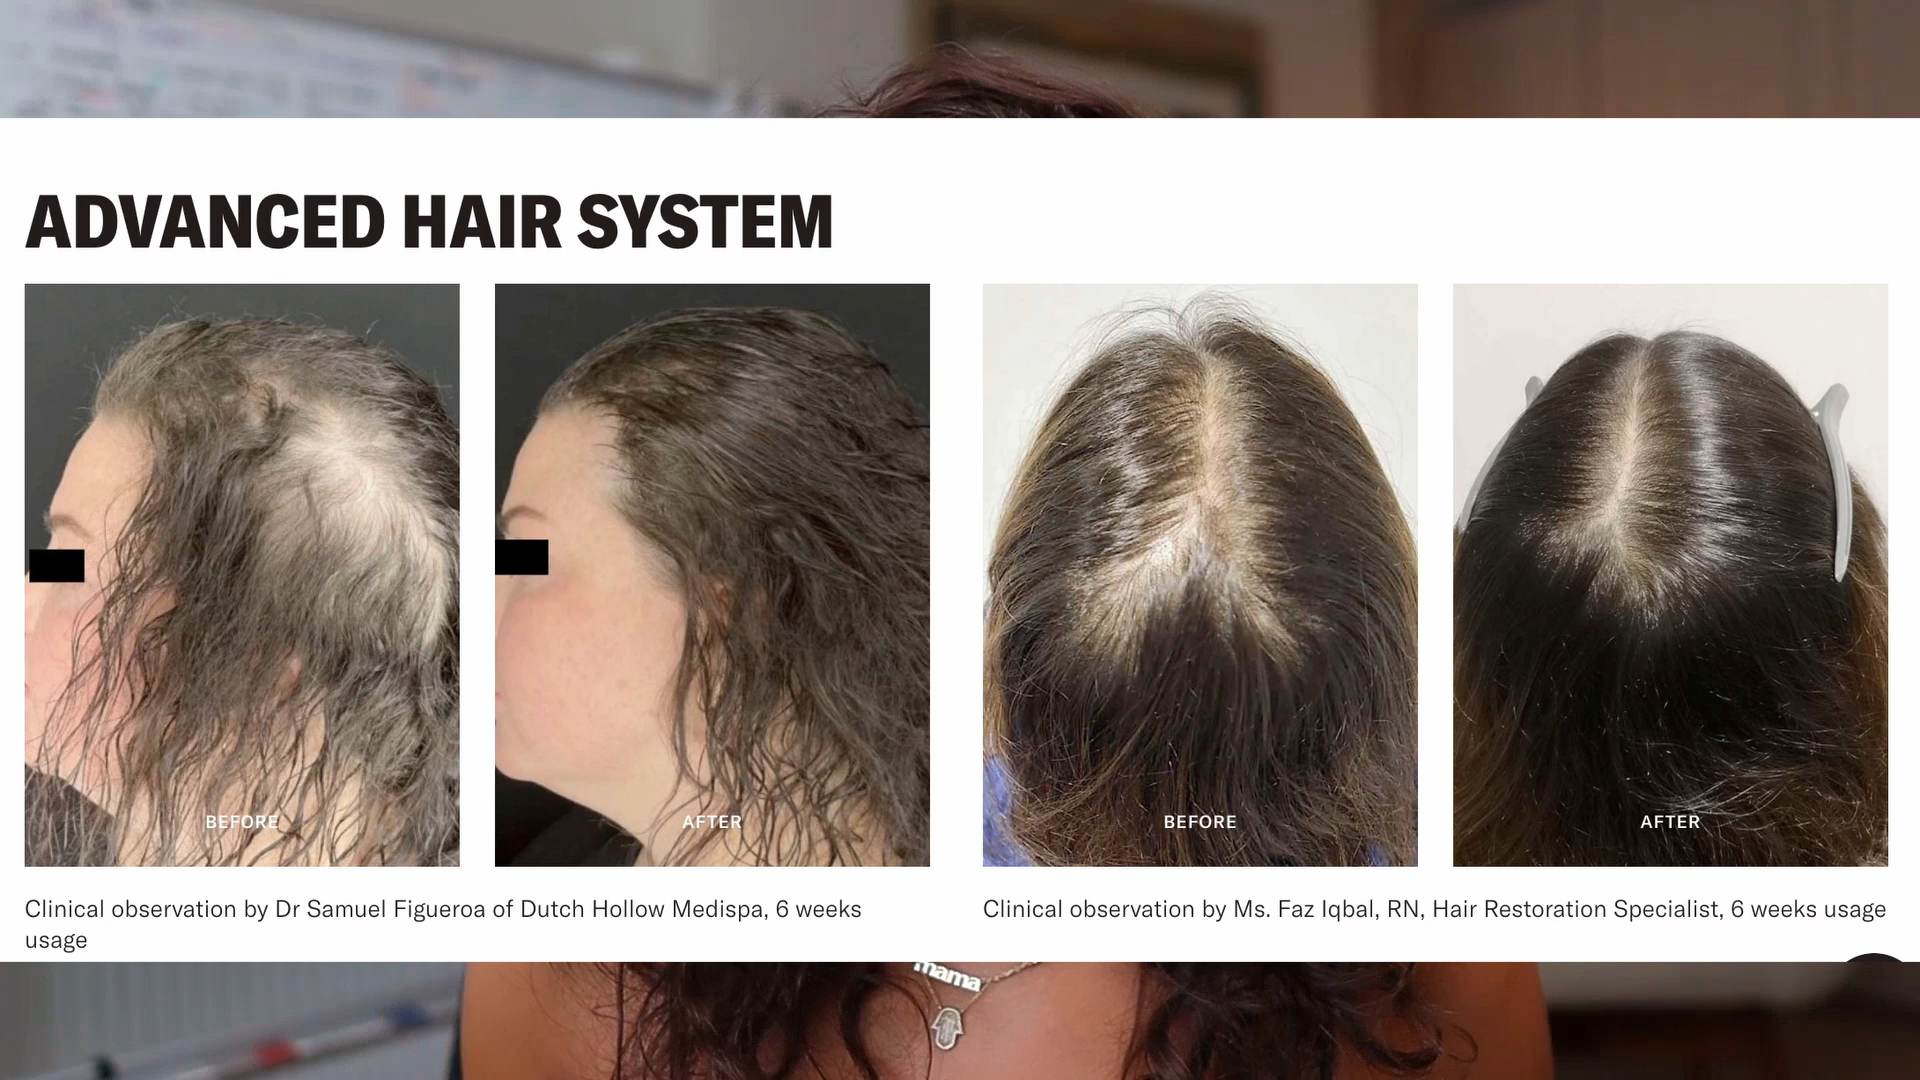 ADVANCED HAIR SYSTEM
BEFORE
AFTER
BEFORE
AFTER
Clinical observation by Dr Samuel Figueroa of Dutch Hollow Medispa, 6 weeks
usage
Clinical observation by Ms. Faz Iqbal, RN, Hair Restoration Specialist, 6 weeks usage
mama